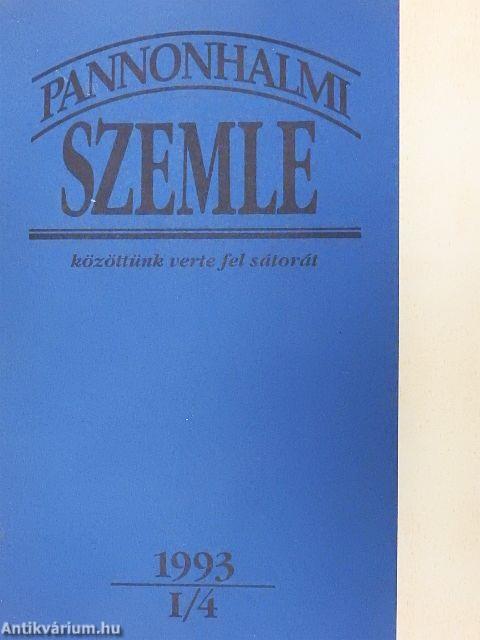 PANNONHALMI
SZEMLE
közöttünk verte fel sátorát
1993
I/4
Antikvárium.hu